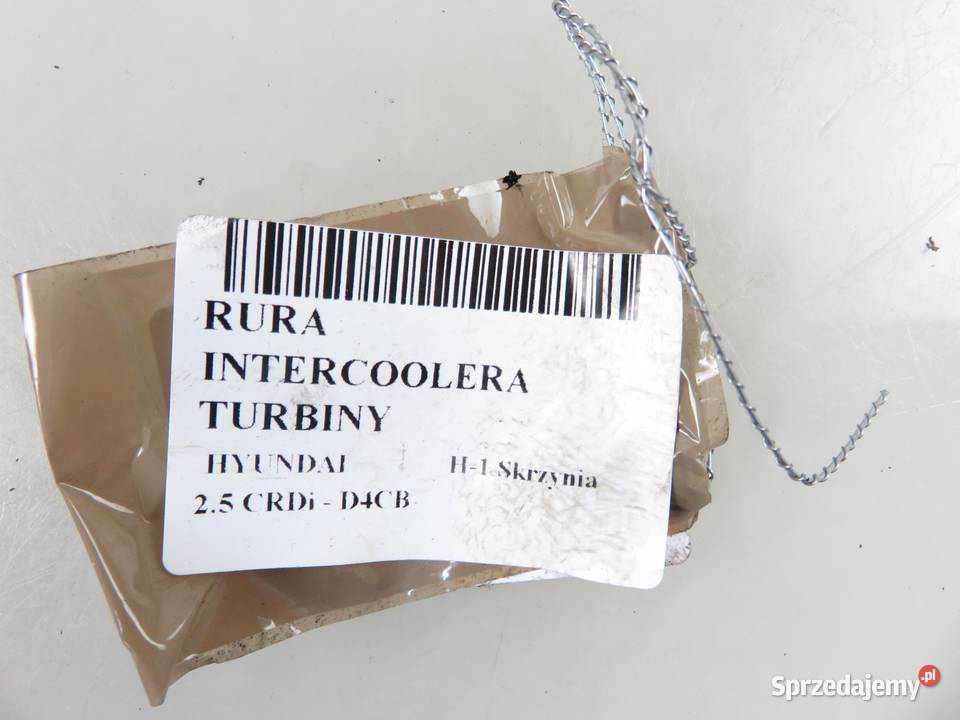 RURA
INTERCOOLERA
TURBINY
HYUNDAI H-1 Skrzynia
2.5 CRDi - D4CB
Sprzedajemy.pl